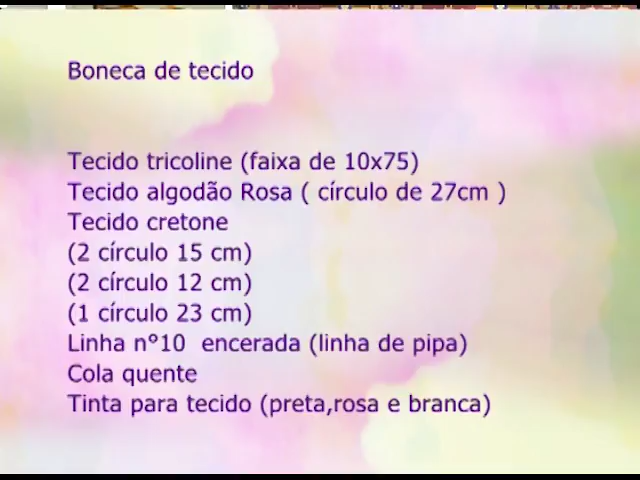 Boneca de tecido
Tecido tricoline (faixa de 10x75)
Tecido algodão Rosa ( círculo de 27cm )
Tecido cretone
(2 círculo 15 cm)
(2 círculo 12 cm)
(1 círculo 23 cm)
Linha nº10  encerada (linha de pipa)
Cola quente
Tinta para tecido (preta,rosa e branca)